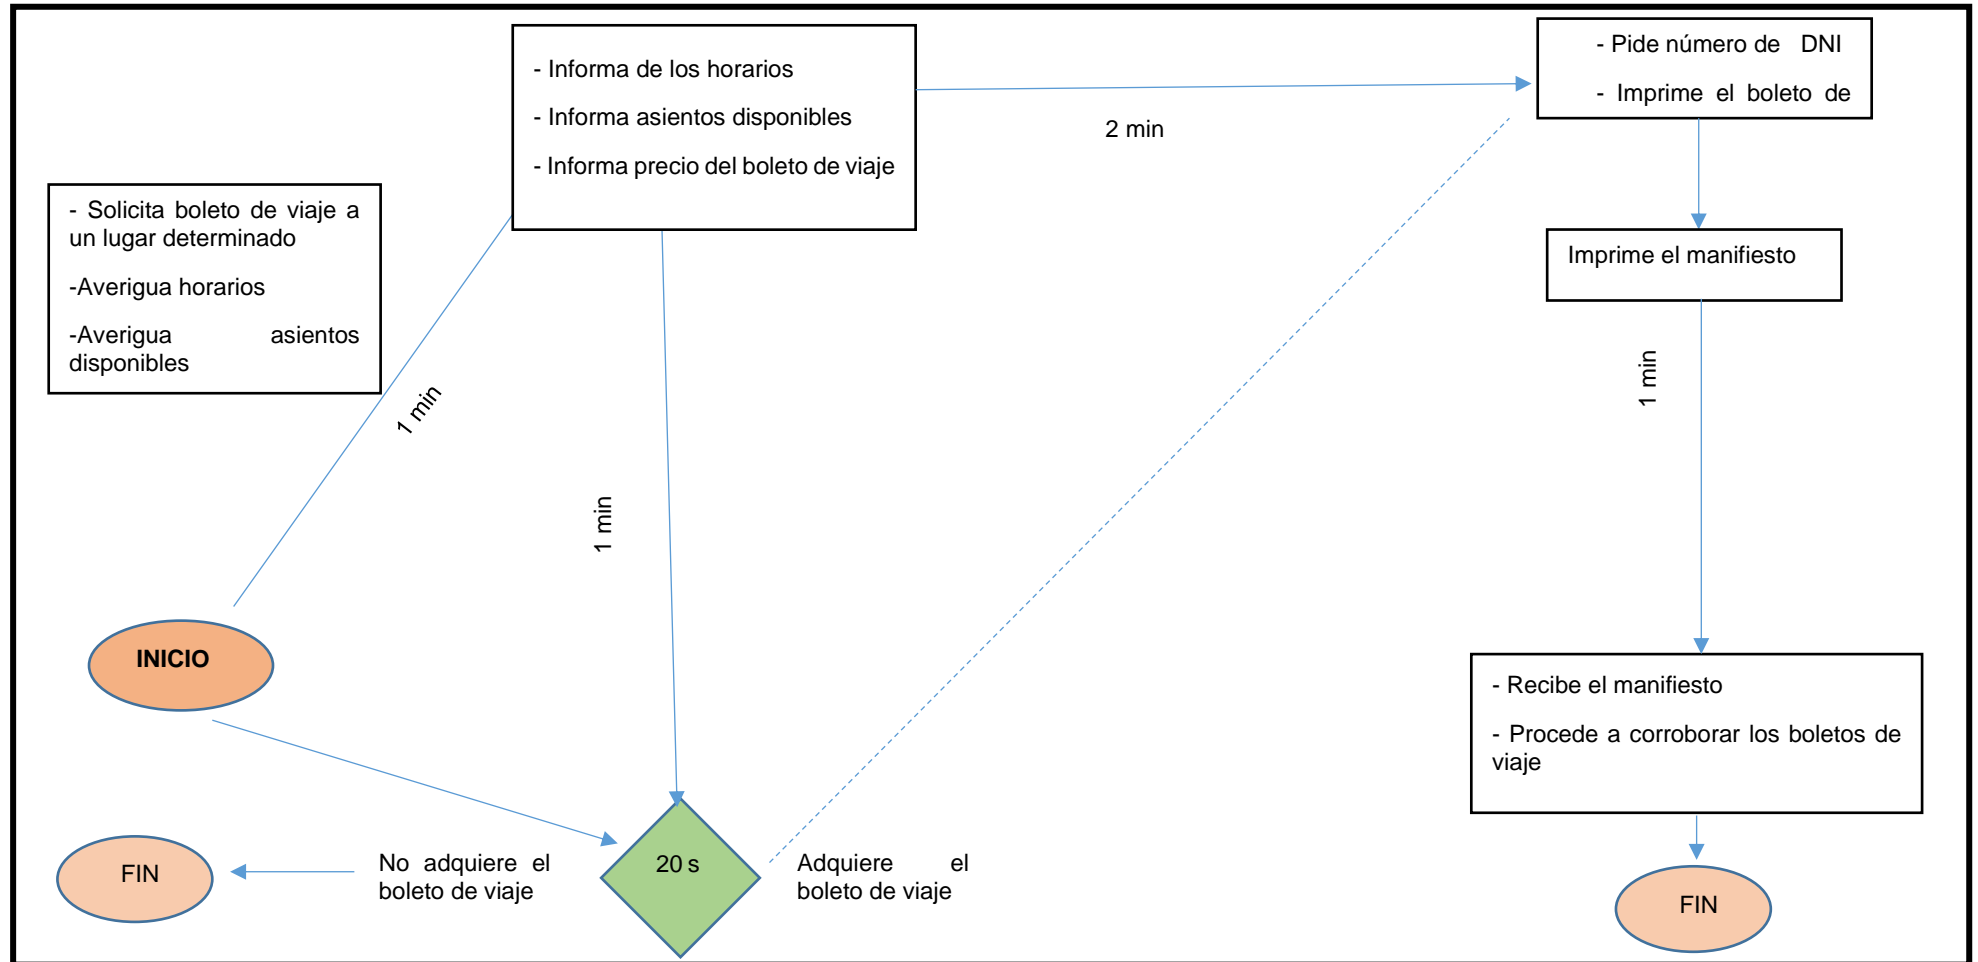 - Solicita boleto de viaje a
un lugar determinado
-Averigua horarios
-Averigua asientos
disponibles
1 min
- Informa de los horarios
- Informa asientos disponibles
- Informa precio del boleto de viaje
2 min
- Pide número de DNI
- Imprime el boleto de
Imprime el manifiesto
1 min
1 min
INICIO
- Recibe el manifiesto
- Procede a corroborar los boletos de
viaje
FIN
No adquiere el
boleto de viaje
20 s
Adquiere el
boleto de viaje
FIN